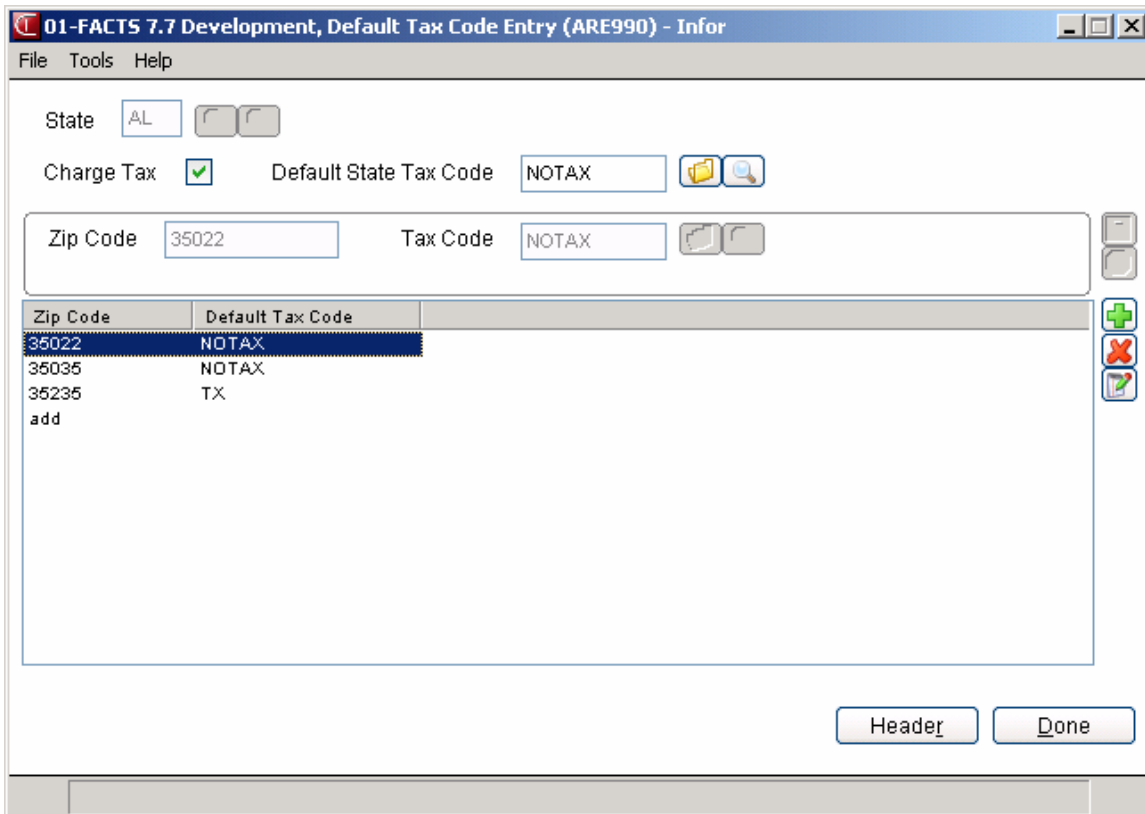 01-FACTS 7.7 Development, Default Tax Code Entry (ARE990) - Infor
File Tools Help
State AL
Charge Tax Default State Tax Code NOTAX
Zip Code 35022 Tax Code NOTAX
Zip Code Default Tax Code
35022 NOTAX
35035 NOTAX
35235 TX
add
Header Done